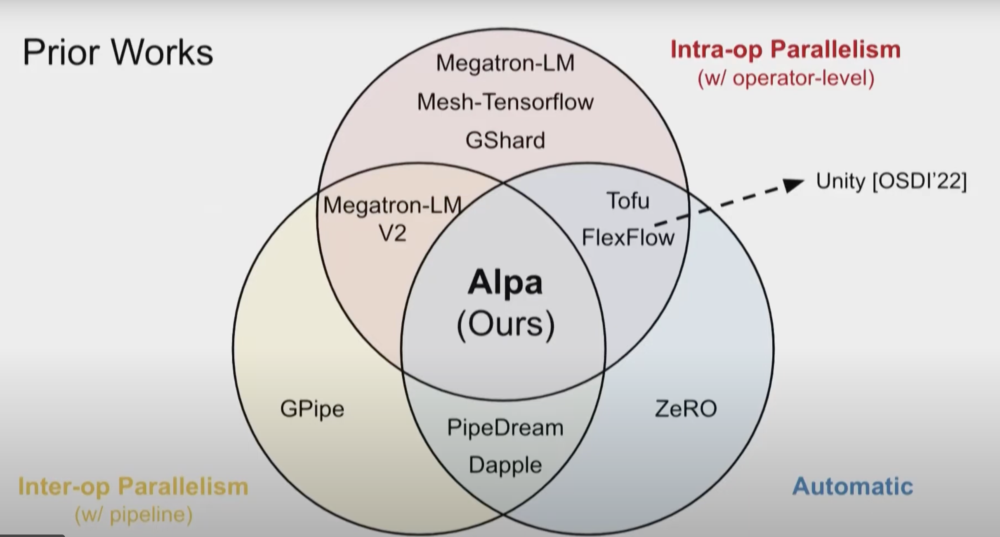 Prior Works
Intra-op Parallelism
(w/ operator-level)
Megatron-LM
Mesh-Tensorflow
GShard
Unity [OSDI’22]
Megatron-LM
V2
Tofu
FlexFlow
Alpa
(Ours)
GPipe
ZeRO
PipeDream
Dapple
Inter-op Parallelism
(w/ pipeline)
Automatic